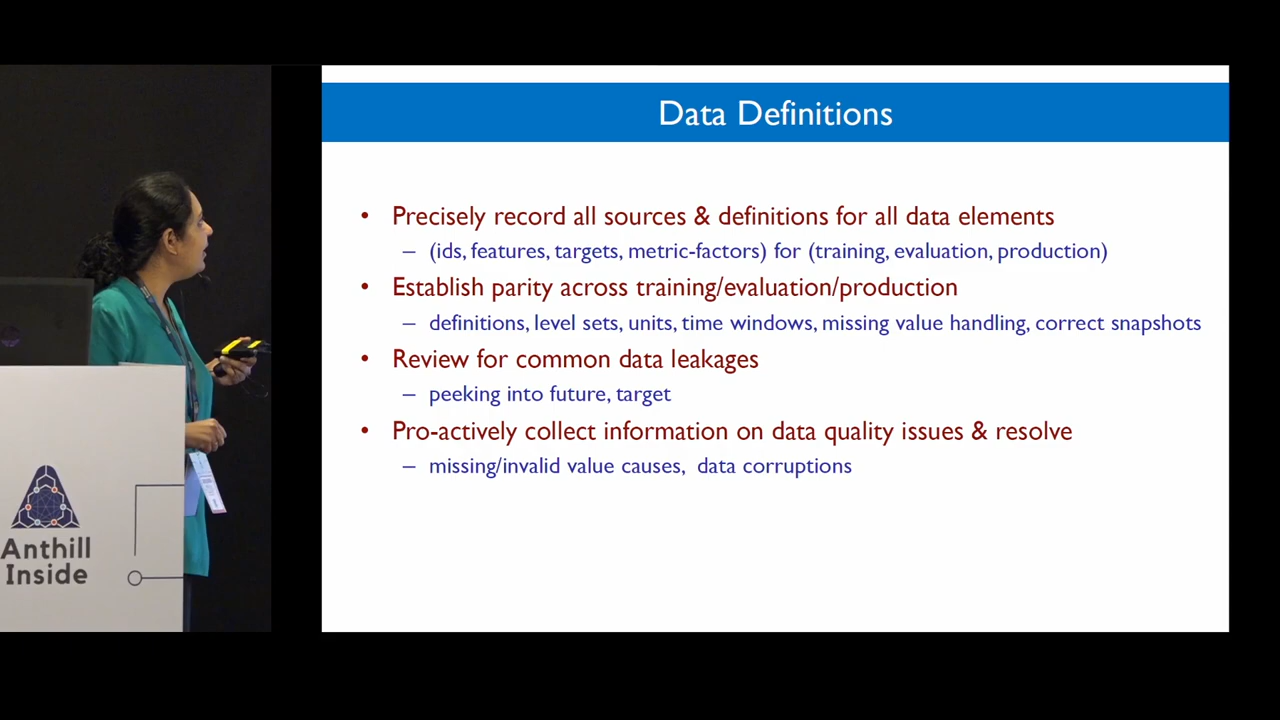 Data Definitions
• Precisely record all sources & definitions for all data elements
– (ids, features, targets, metric-factors) for (training, evaluation, production)
• Establish parity across training/evaluation/production
– definitions, level sets, units, time windows, missing value handling, correct snapshots
• Review for common data leakages
– peeking into future, target
• Pro-actively collect information on data quality issues & resolve
– missing/invalid value causes,  data corruptions
Anthill
Inside